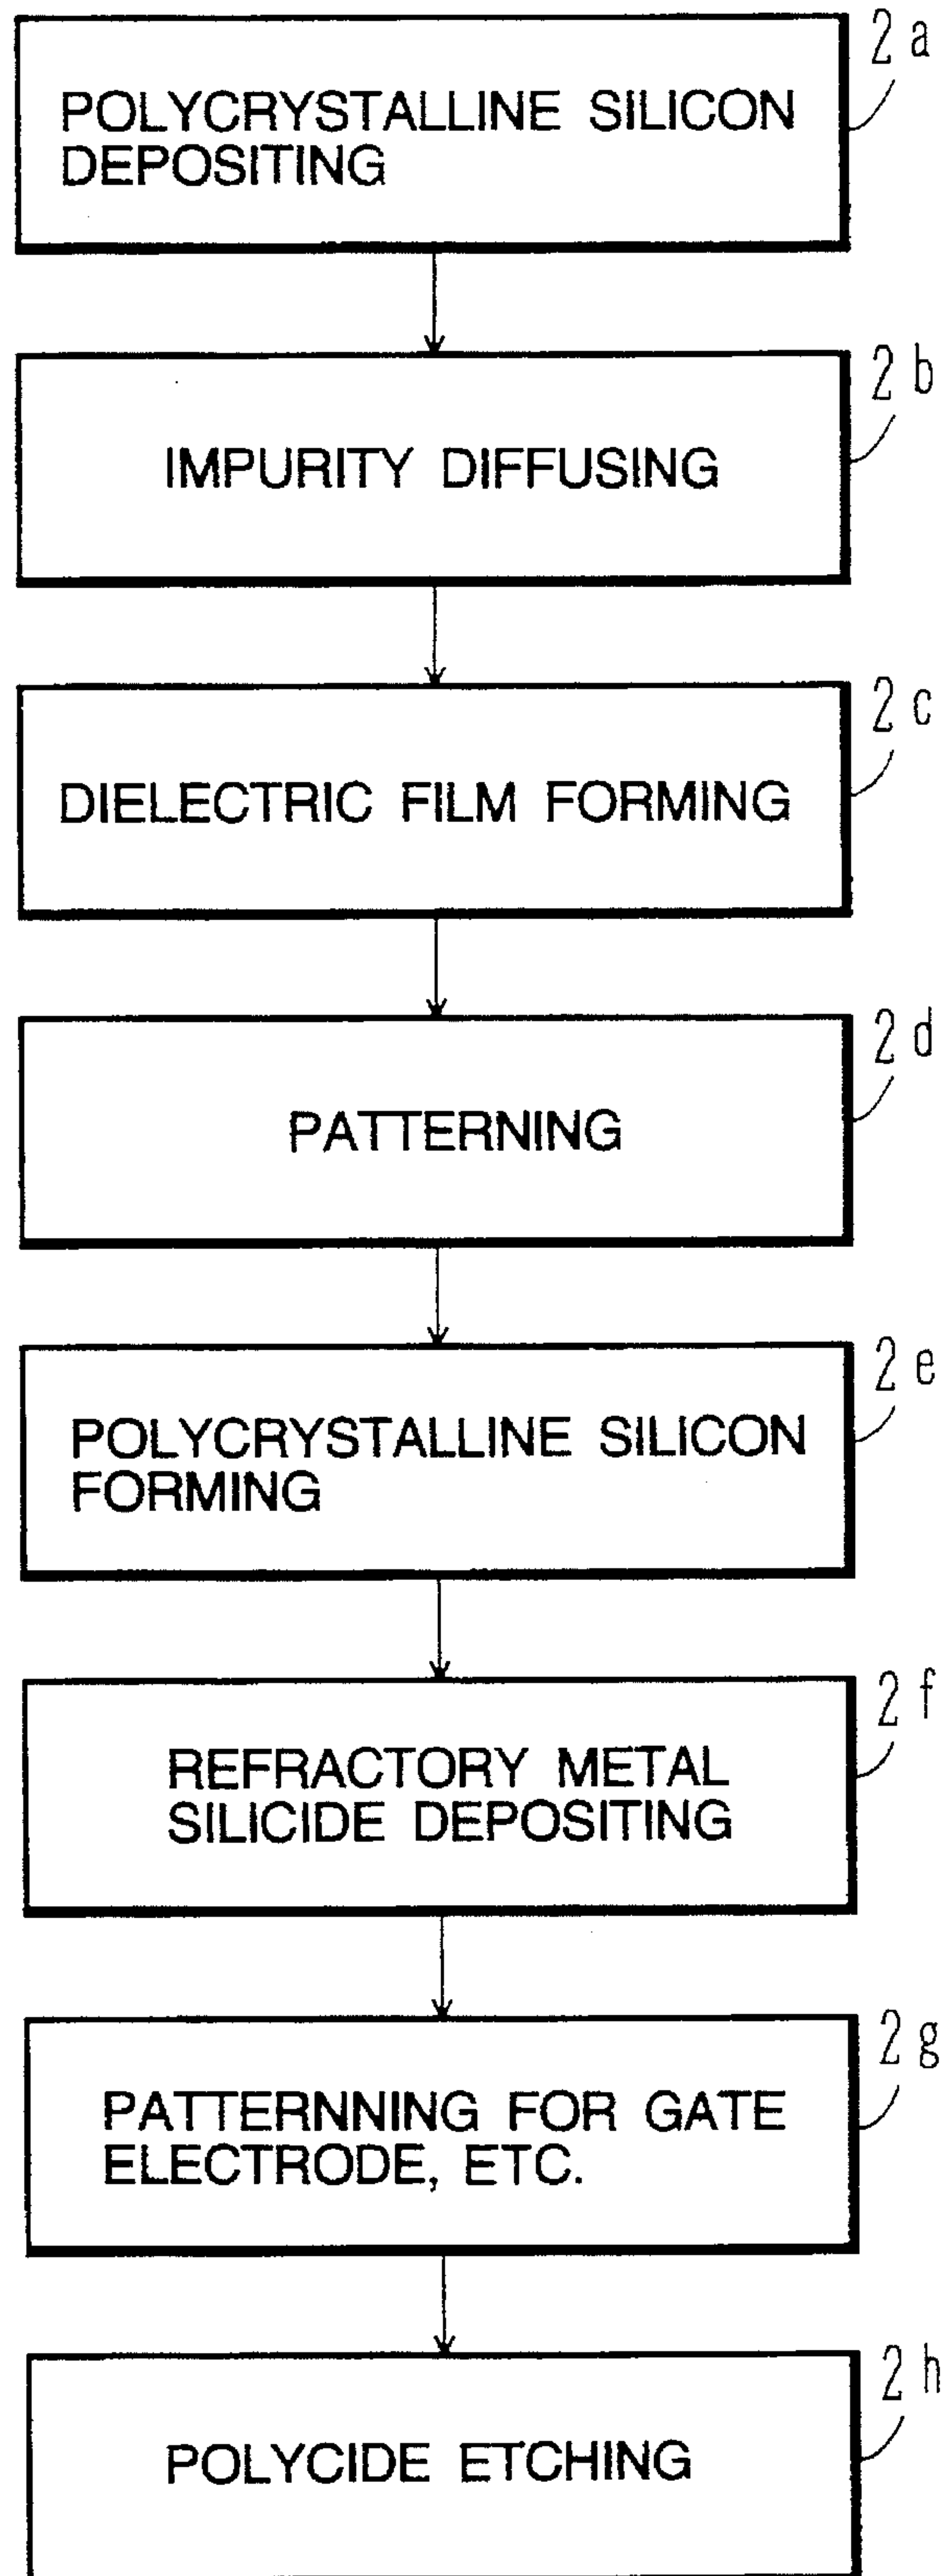 2a
POLYCRYSTALLINE SILICON
DEPOSITING
2b
IMPURITY DIFFUSING
2c
DIELECTRIC FILM FORMING
2d
PATTERNING
2e
POLYCRYSTALLINE SILICON
FORMING
2f
REFRACTORY METAL
SILICIDE DEPOSITING
2g
PATTERNNING FOR GATE
ELECTRODE, ETC.
2h
POLYCIDE ETCHING